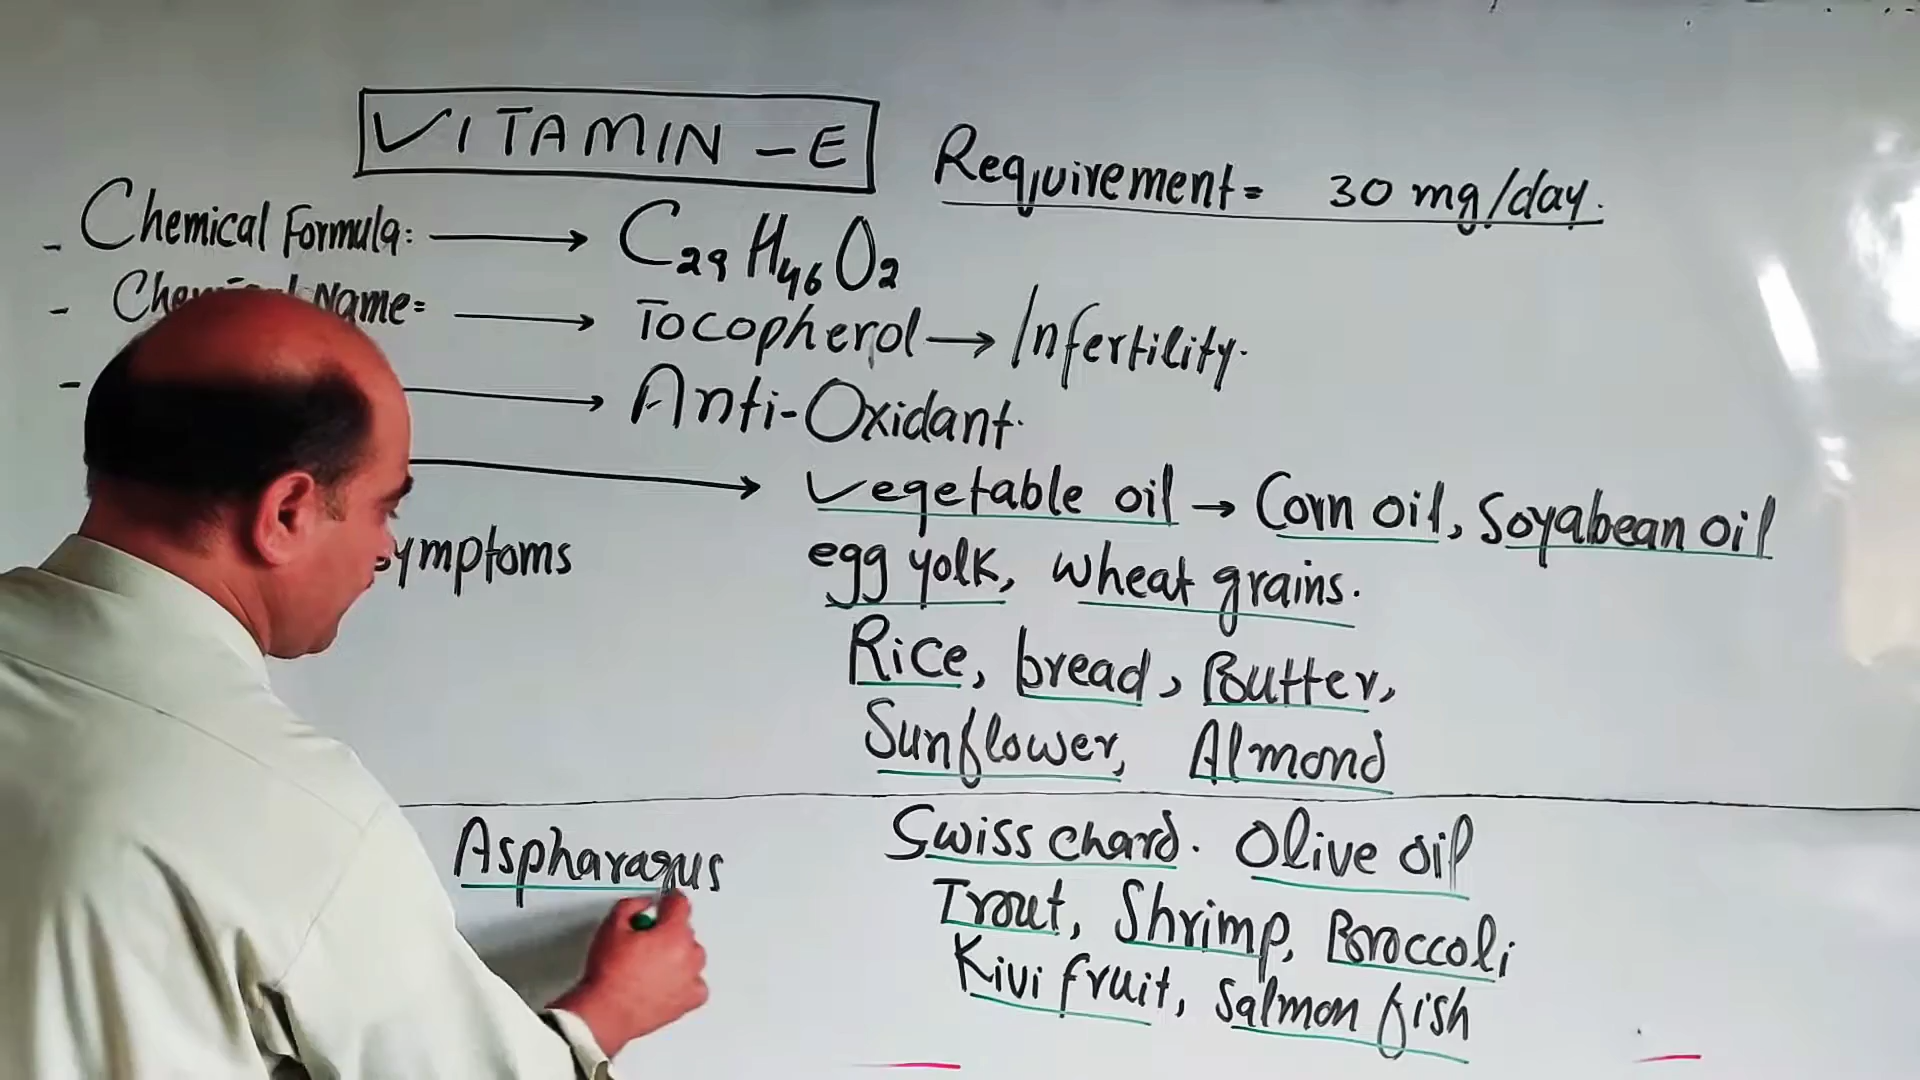 VITAMIN - E
Requirement = 30 mg/day.
- Chemical Formula: → C29H46O2
- Name = → Tocopherol → Infertility.
- → Anti-Oxidant.
→ Vegetable oil → Corn oil, Soyabean oil
egg yolk, wheat grains.
Symptoms
Rice, bread, Butter,
Sunflower, Almond
Aspharagus
Swiss chard. Olive oil
Trout, Shrimp, Boroccoli
Kivi fruit, Salmon fish